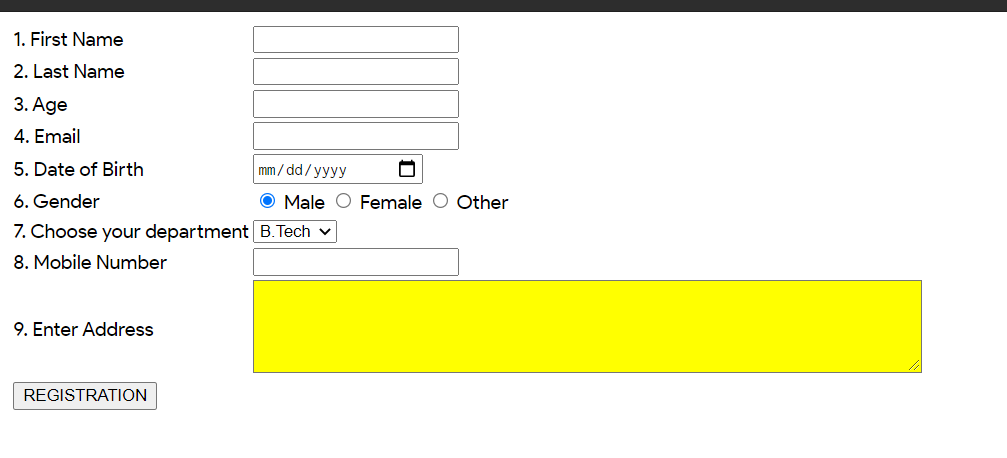 1. First Name
2. Last Name
3. Age
4. Email
5. Date of Birth mm/dd/yyyy
6. Gender Male Female Other
7. Choose your department B.Tech
8. Mobile Number
9. Enter Address
REGISTRATION